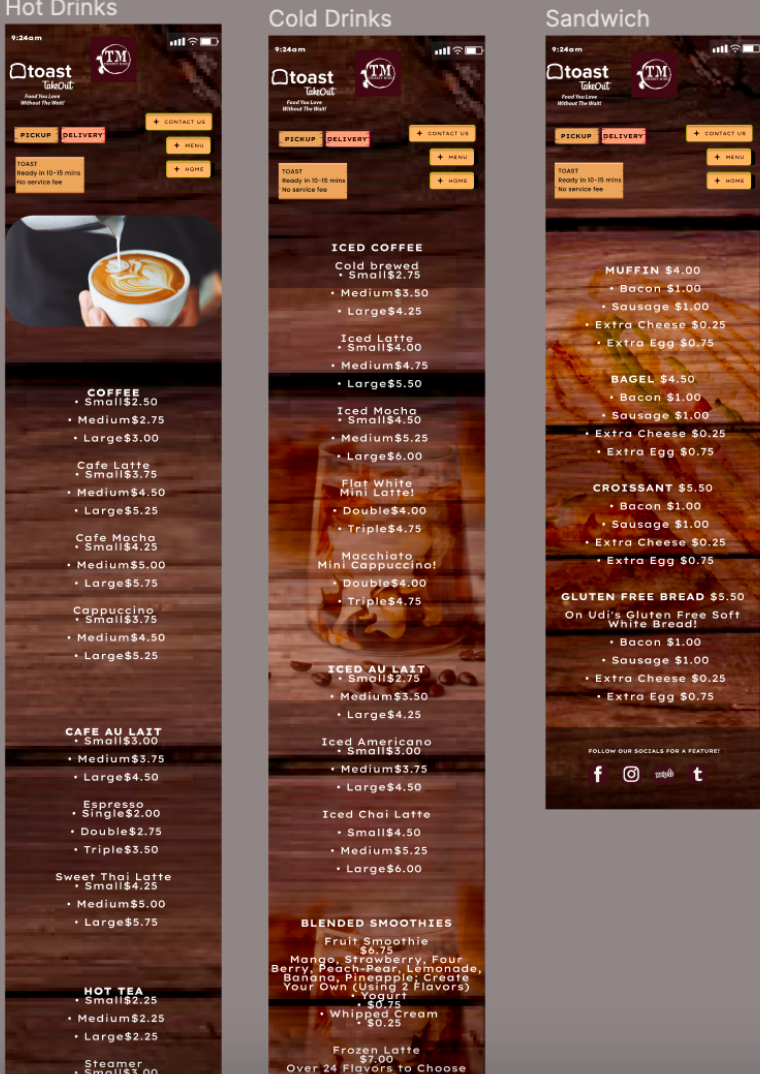 Hot Drinks
9:24am
TM
toast
TakeOut
Food You Love
Without The Wait!
+ CONTACT US
PICKUP
DELIVERY
+ MENU
TOAST
Ready in 10-15 mins
No service fee
+ HOME
COFFEE
• Small$2.50
• Medium$2.75
• Large$3.00
Cafe Latte
• Small$3.75
• Medium$4.50
• Large$5.25
Cafe Mocha
• Small$4.25
• Medium$5.00
• Large$5.75
Cappuccino
• Small$3.75
• Medium$4.50
• Large$5.25
CAFE AU LAIT
• Small$3.00
• Medium$3.75
• Large$4.50
Espresso
• Single$2.00
• Double$2.75
• Triple$3.50
Sweet Thai Latte
• Small$4.25
• Medium$5.00
• Large$5.75
HOT TEA
• Small$2.25
• Medium$2.25
• Large$2.25
Steamer
• Small$3.00
Cold Drinks
9:24am
TM
toast
TakeOut
Food You Love
Without The Wait!
PICKUP
DELIVERY
+ CONTACT US
+ MENU
TOAST
Ready in 10-15 mins
No service fee
+ HOME
ICED COFFEE
Cold brewed
• Small$2.75
• Medium$3.50
• Large$4.25
Iced Latte
• Small$4.00
• Medium$4.75
• Large$5.50
Iced Mocha
• Small$4.50
• Medium$5.25
• Large$6.00
Flat White
Mini Latte!
• Double$4.00
• Triple$4.75
Macchiato
Mini Cappuccino!
• Double$4.00
• Triple$4.75
ICED AU LAIT
• Small$2.75
• Medium$3.50
• Large$4.25
Iced Americano
• Small$3.00
• Medium$3.75
• Large$4.50
Iced Chai Latte
• Small$4.50
• Medium$5.25
• Large$6.00
BLENDED SMOOTHIES
Fruit Smoothie
$6.75
Mango, Strawberry, Four
Berry, Peach-Pear, Lemonade,
Banana, Pineapple; Create
Your Own (Using 2 Flavors)
• Yogurt
• $0.75
• Whipped Cream
• $0.25
Frozen Latte
$7.00
Over 24 Flavors to Choose
Sandwich
9:24am
TM
toast
TakeOut
Food You Love
Without The Wait!
PICKUP
DELIVERY
+ CONTACT US
+ MENU
TOAST
Ready in 10-15 mins
No service fee
+ HOME
MUFFIN $4.00
• Bacon $1.00
• Sausage $1.00
• Extra Cheese $0.25
• Extra Egg $0.75
BAGEL $4.50
• Bacon $1.00
• Sausage $1.00
• Extra Cheese $0.25
• Extra Egg $0.75
CROISSANT $5.50
• Bacon $1.00
• Sausage $1.00
• Extra Cheese $0.25
• Extra Egg $0.75
GLUTEN FREE BREAD $5.50
On Udi's Gluten Free Soft
White Bread!
• Bacon $1.00
• Sausage $1.00
• Extra Cheese $0.25
• Extra Egg $0.75
FOLLOW OUR SOCIALS FOR A FEATURE!
f
yelp
t